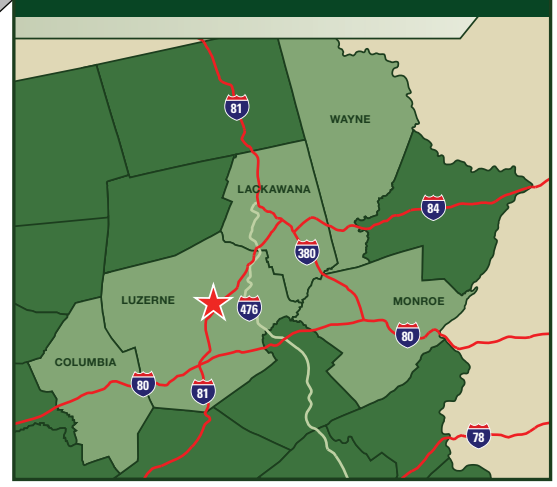 81
WAYNE
LACKAWANA
84
380
LUZERNE
476
MONROE
80
COLUMBIA
80
81
78